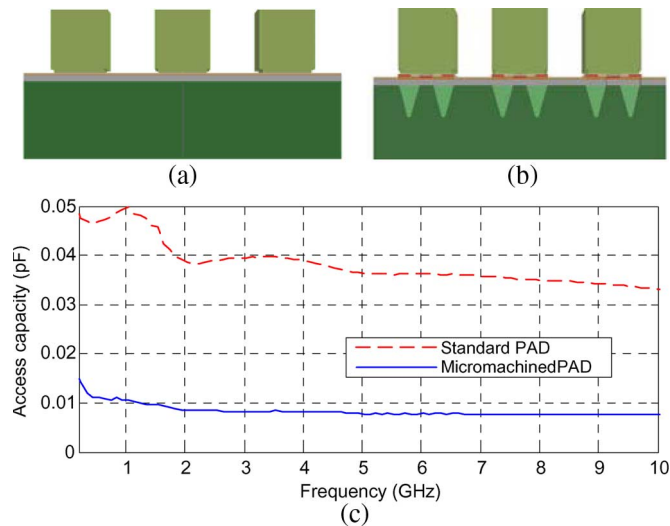 (a)
(b)
0.05
0.04
0.03
0.02
0.01
0
Access capacity (pF)
Standard PAD
MicromachinedPAD
1 2 3 4 5 6 7 8 9 10
Frequency (GHz)
(c)